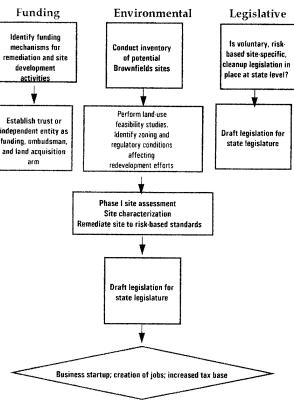 Funding
Environmental
Legislative
Identify funding
mechanisms for
remediation and site
development
activities
Conduct inventory
of potential
Brownfields sites
Is voluntary, risk-
based site-specific,
cleanup legislation in
place at state level?
Establish trust or
independent entity as
funding, ombudsman,
and land acquisition
arm
Perform land-use
feasibility studies.
Identify zoning and
regulatory conditions
affecting
redevelopment efforts
Draft legislation for
state legislature
Phase I site assessment
Site characterization
Remediate site to risk-based standards
Draft legislation for
state legislature
Business startup; creation of jobs; increased tax base